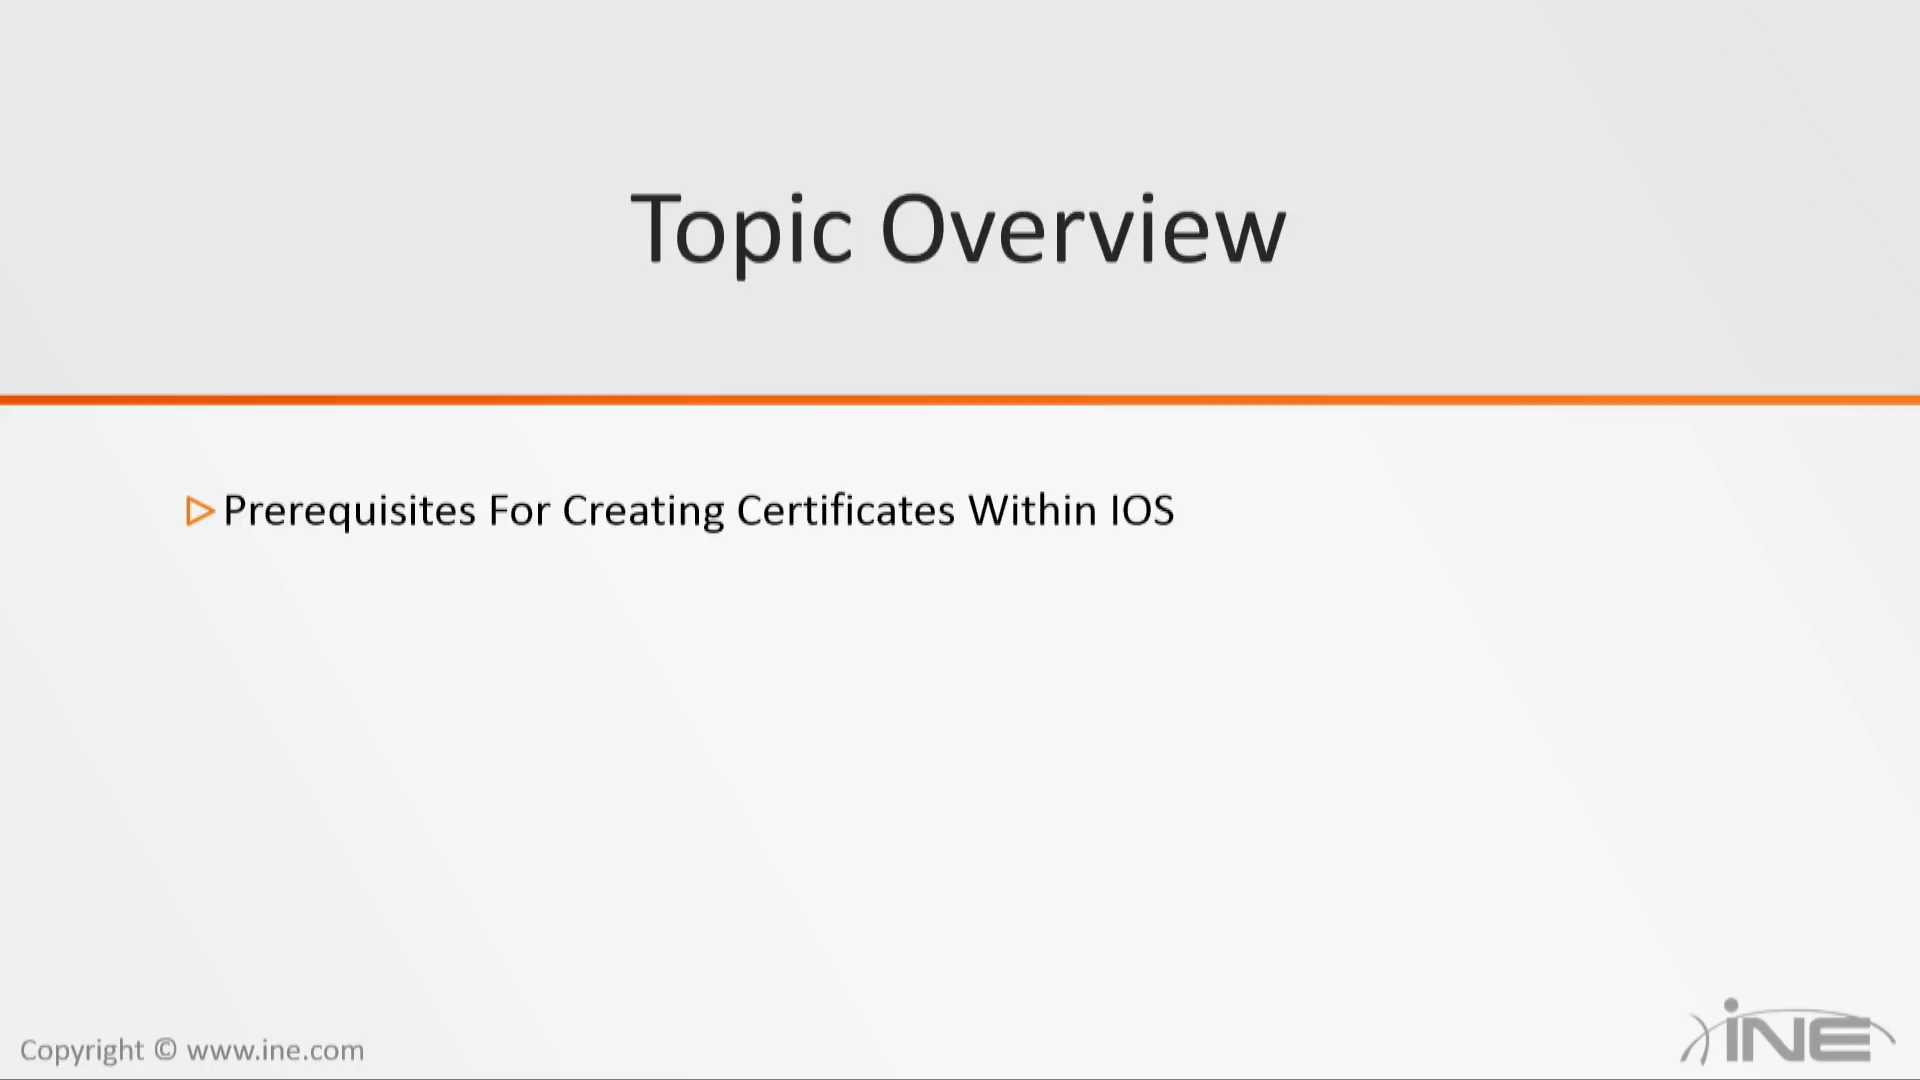 Topic Overview
Prerequisites For Creating Certificates Within IOS
Copyright © www.ine.com
iNE